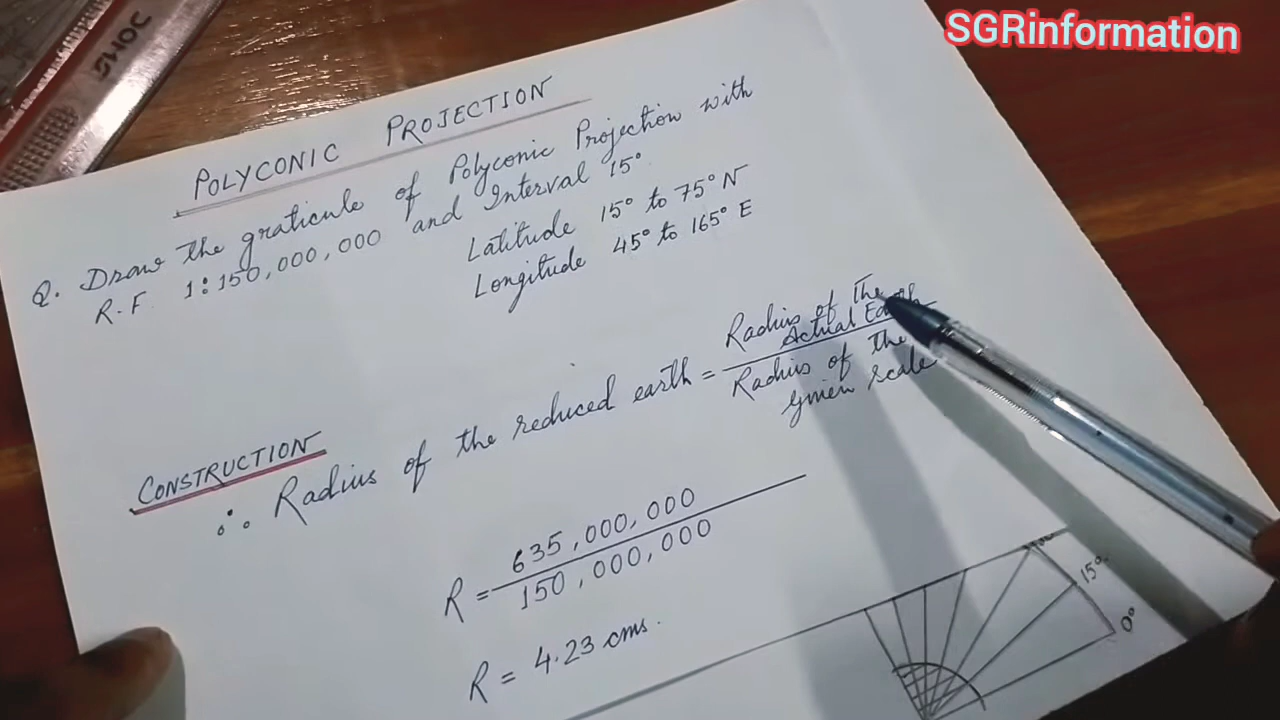 SGRinformation
POLYCONIC PROJECTION
Q. Draw the graticule of Polyconic Projection with
R.F. 1:150,000,000 and Interval 15°.
Latitude 15° to 75° N
Longitude 45° to 165° E
CONSTRUCTION
∴ Radius of the reduced earth = Radius of the
Actual Earth
Radius of the
given scale
R = 635,000,000
150,000,000
R = 4.23 cms.
15°
0°